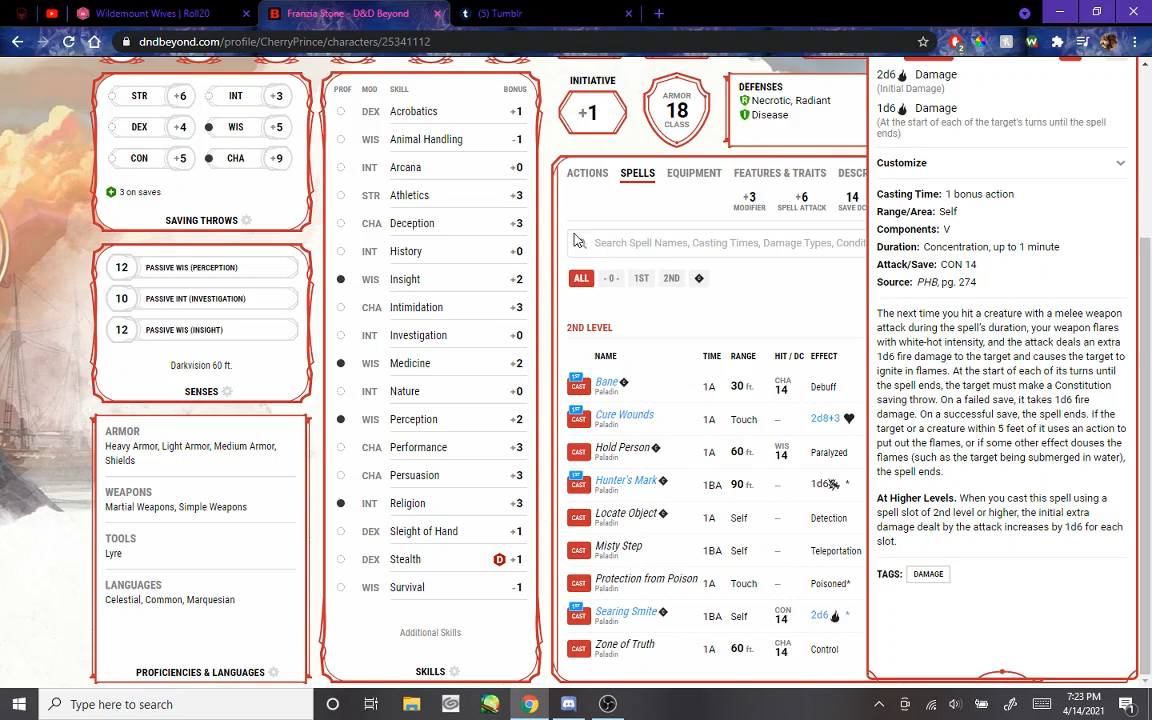 Wildemount Wives | Roll20
Franzia Stone - D&D Beyond
(5) Tumblr
dndbeyond.com/profile/CherryPrince/characters/25341112
STR +6 INT +3
DEX +4 WIS +5
CON +5 CHA +9
3 on saves
SAVING THROWS
12 PASSIVE WIS (PERCEPTION)
10 PASSIVE INT (INVESTIGATION)
12 PASSIVE WIS (INSIGHT)
Darkvision 60 ft.
SENSES
ARMOR
Heavy Armor, Light Armor, Medium Armor,
Shields
WEAPONS
Martial Weapons, Simple Weapons
TOOLS
Lyre
LANGUAGES
Celestial, Common, Marquesian
PROFICIENCIES & LANGUAGES
PROF MOD SKILL BONUS
DEX Acrobatics +1
WIS Animal Handling -1
INT Arcana +0
STR Athletics +3
CHA Deception +3
INT History +0
WIS Insight +2
CHA Intimidation +3
INT Investigation +0
WIS Medicine +2
INT Nature +0
WIS Perception +2
CHA Performance +3
CHA Persuasion +3
INT Religion +3
DEX Sleight of Hand +1
DEX Stealth D +1
WIS Survival -1
Additional Skills
SKILLS
INITIATIVE
+1
ARMOR
18
CLASS
DEFENSES
R Necrotic, Radiant
I Disease
ACTIONS SPELLS EQUIPMENT FEATURES & TRAITS DESCR
+3 +6 14
MODIFIER SPELL ATTACK SAVE DC
Search Spell Names, Casting Times, Damage Types, Condit
ALL - 0 - 1ST 2ND
2ND LEVEL
NAME TIME RANGE HIT / DC EFFECT
1ST CAST Bane Paladin 1A 30 ft. CHA 14 Debuff
1ST CAST Cure Wounds Paladin 1A Touch -- 2d8+3
CAST Hold Person Paladin 1A 60 ft. WIS 14 Paralyzed
1ST CAST Hunter's Mark Paladin 1BA 90 ft. -- 1d6 *
CAST Locate Object Paladin 1A Self -- Detection
CAST Misty Step Paladin 1BA Self -- Teleportation
CAST Protection from Poison Paladin 1A Touch -- Poisoned*
1ST CAST Searing Smite Paladin 1BA Self CON 14 2d6 *
CAST Zone of Truth Paladin 1A 60 ft. CHA 14 Control
2d6 Damage
(Initial Damage)
1d6 Damage
(At the start of each of the target's turns until the spell
ends)
Customize
Casting Time: 1 bonus action
Range/Area: Self
Components: V
Duration: Concentration, up to 1 minute
Attack/Save: CON 14
Source: PHB, pg. 274
The next time you hit a creature with a melee weapon
attack during the spell's duration, your weapon flares
with white-hot intensity, and the attack deals an extra
1d6 fire damage to the target and causes the target to
ignite in flames. At the start of each of its turns until
the spell ends, the target must make a Constitution
saving throw. On a failed save, it takes 1d6 fire
damage. On a successful save, the spell ends. If the
target or a creature within 5 feet of it uses an action to
put out the flames, or if some other effect douses the
flames (such as the target being submerged in water),
the spell ends.
At Higher Levels. When you cast this spell using a
spell slot of 2nd level or higher, the initial extra
damage dealt by the attack increases by 1d6 for each
slot.
TAGS: DAMAGE
Type here to search
7:23 PM
4/14/2021